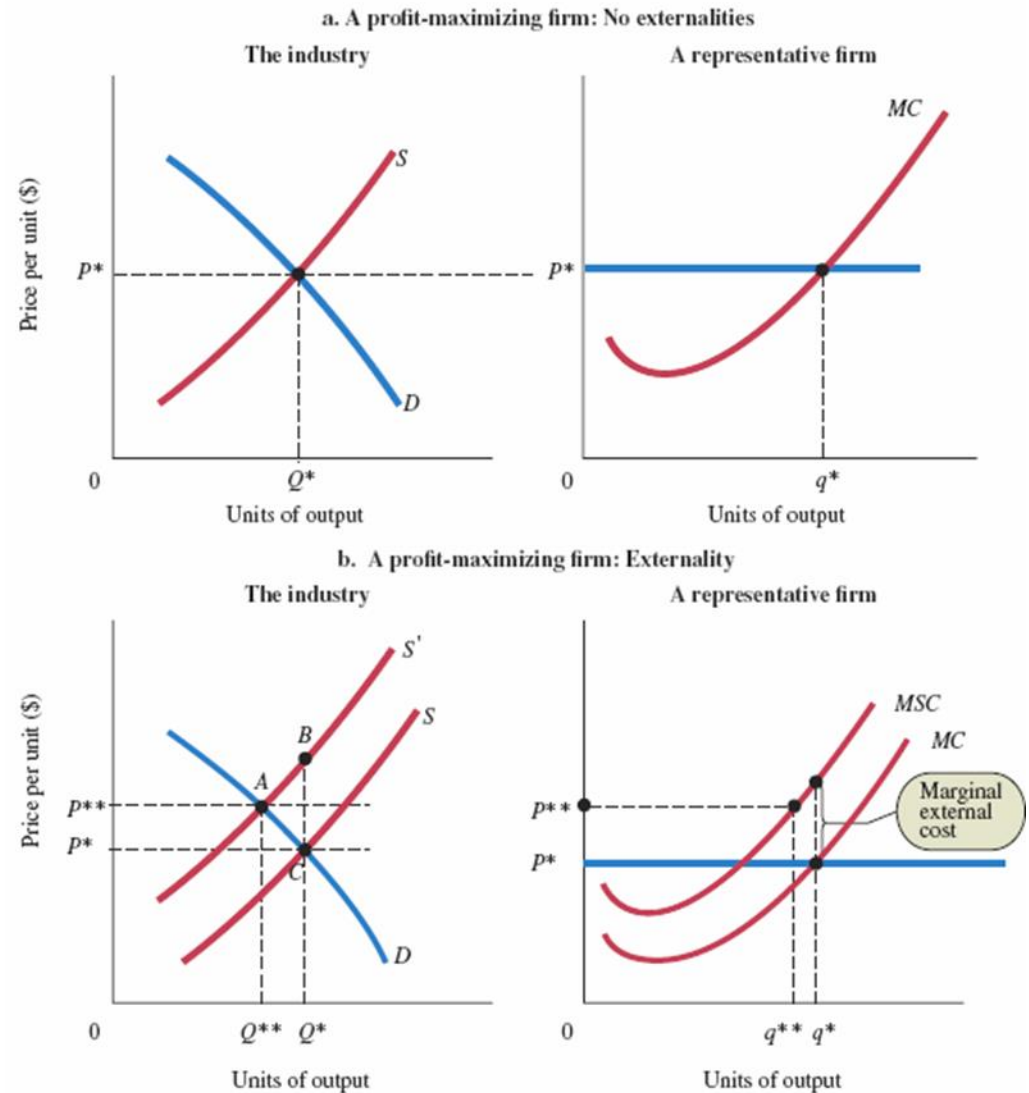 a. A profit-maximizing firm: No externalities
The industry
A representative firm
Price per unit ($)
S
P*
D
0
Q*
Units of output
MC
P*
0
q*
Units of output
b. A profit-maximizing firm: Externality
The industry
A representative firm
Price per unit ($)
S'
S
B
A
P**
P*
C
D
0
Q** Q*
Units of output
MSC
MC
Marginal
external
cost
P**
P*
0
q** q*
Units of output